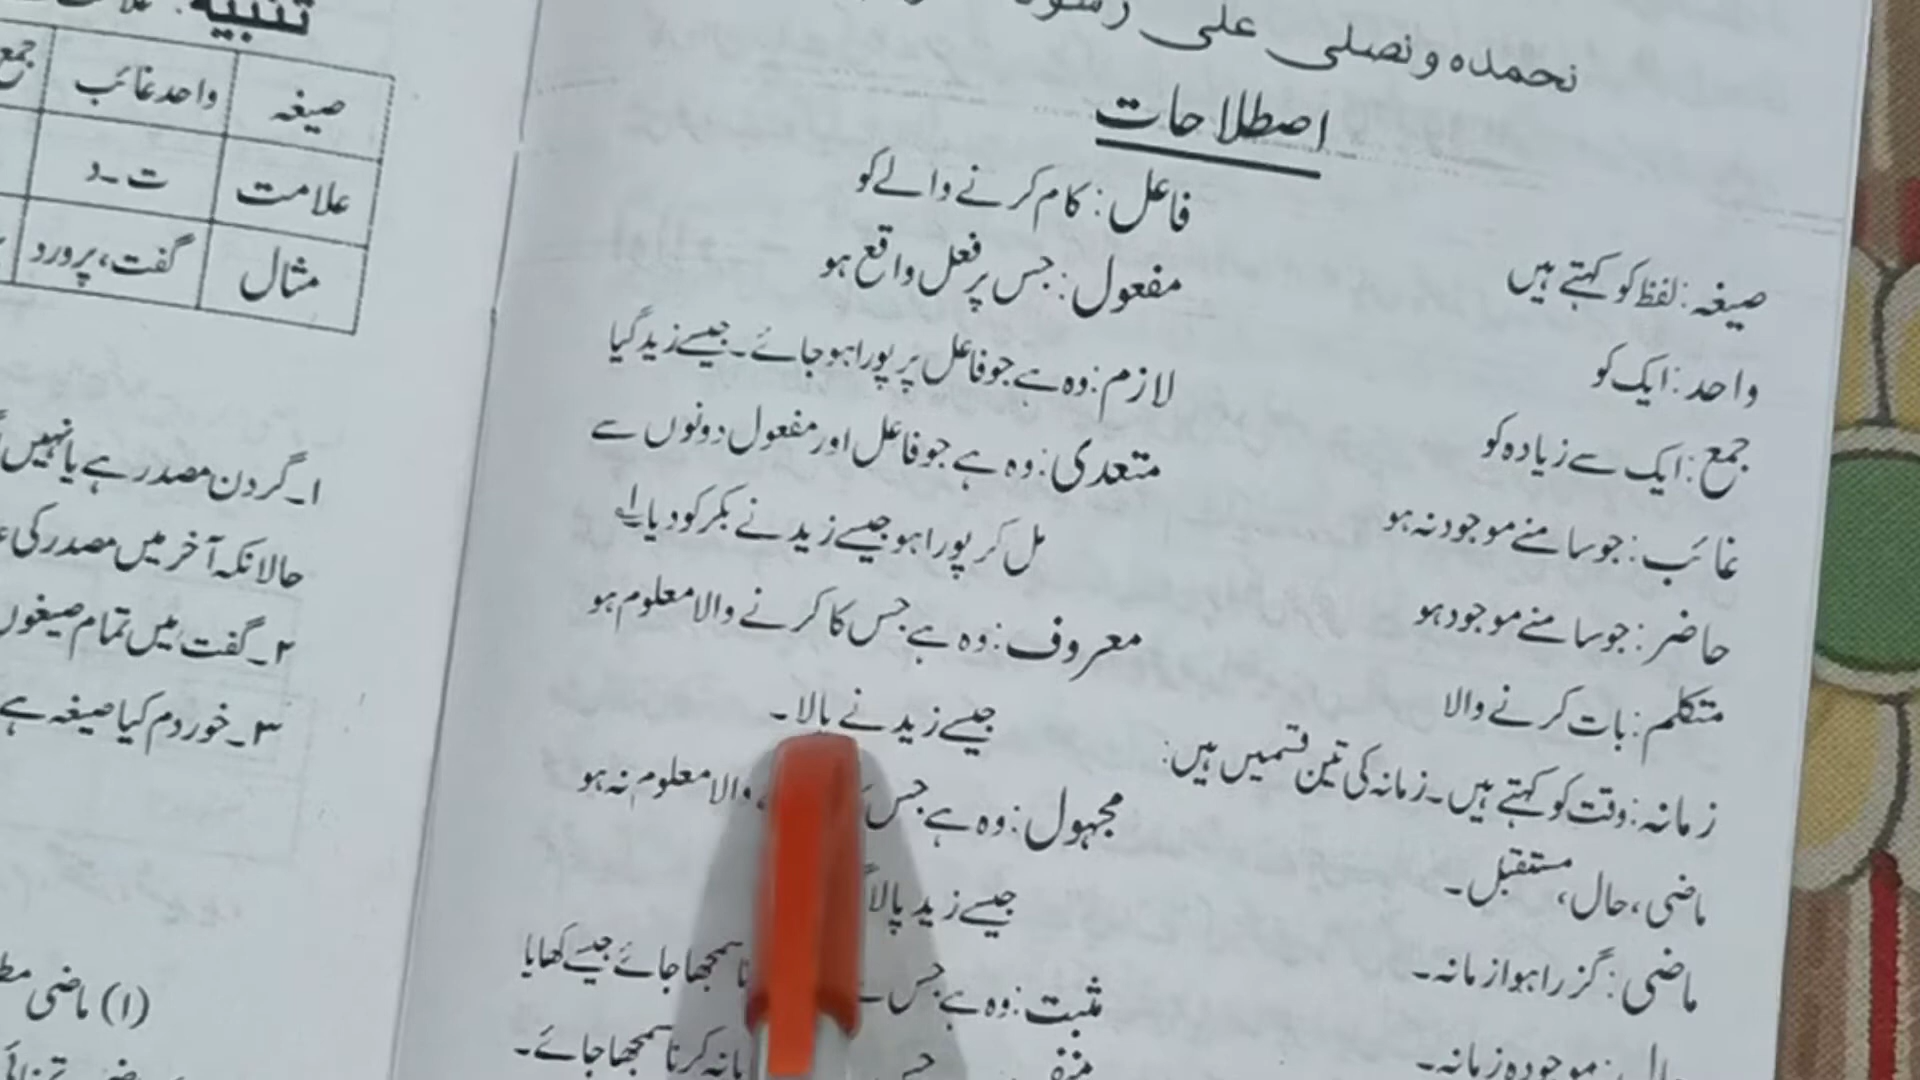 نحمدہ و نصلی علی
اصطلاحات
صیغہ: لفظ کو کہتے ہیں
واحد: ایک کو
جمع: ایک سے زیادہ کو
غائب: جو سامنے موجود نہ ہو
حاضر: جو سامنے موجود ہو
متکلم: بات کرنے والا
زمانہ: وقت کو کہتے ہیں۔ زمانہ کی تین قسمیں ہیں:
ماضی، حال، مستقبل۔
ماضی: گزرا ہوا زمانہ۔
حال: موجودہ زمانہ۔
فاعل: کام کرنے والے کو
مفعول: جس پر فعل واقع ہو
لازم: وہ ہے جو فاعل پر پورا ہو جائے۔ جیسے زید گیا
متعدی: وہ ہے جو فاعل اور مفعول دونوں سے
مل کر پورا ہو جیسے زید نے بکر کو دیا
معروف: وہ ہے جس کا کرنے والا معلوم ہو
جیسے زید نے پالا۔
مجہول: وہ ہے جس والا معلوم نہ ہو
جیسے زید پالا
مثبت: وہ ہے جس سمجھا جائے جیسے کھایا
نہ کرنا سمجھا جائے۔
تنبیہ:
صیغہ واحد غائب جمع
علامت ت۔د
مثال گفت، پرورد
۱۔ گردن مصدر ہے یا نہیں
حالانکہ آخر میں مصدر کی
۲۔ گفت میں تمام صیغوں
۳۔ خوردم کیا صیغہ ہے
(۱) ماضی